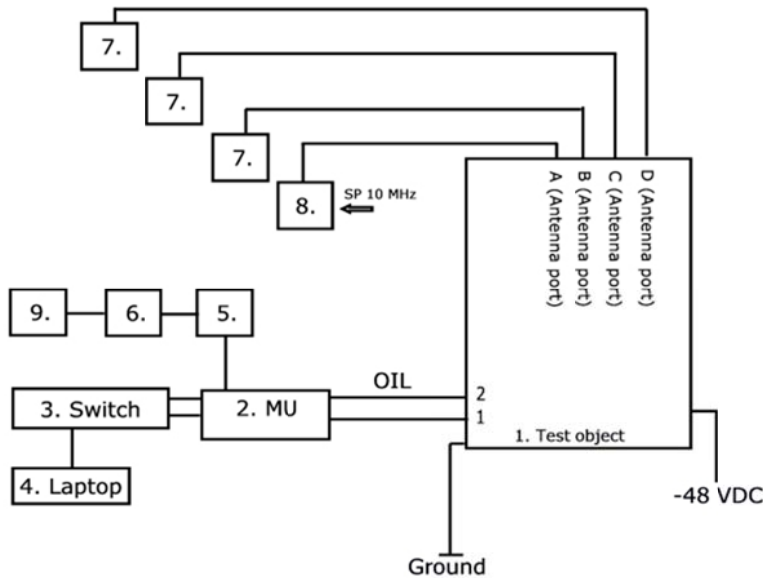 7.
7.
7.
8.
SP 10 MHz
A (Antenna port)
B (Antenna port)
C (Antenna port)
D (Antenna port)
9.
6.
5.
OIL
2
1
3. Switch
2. MU
1. Test object
4. Laptop
-48 VDC
Ground